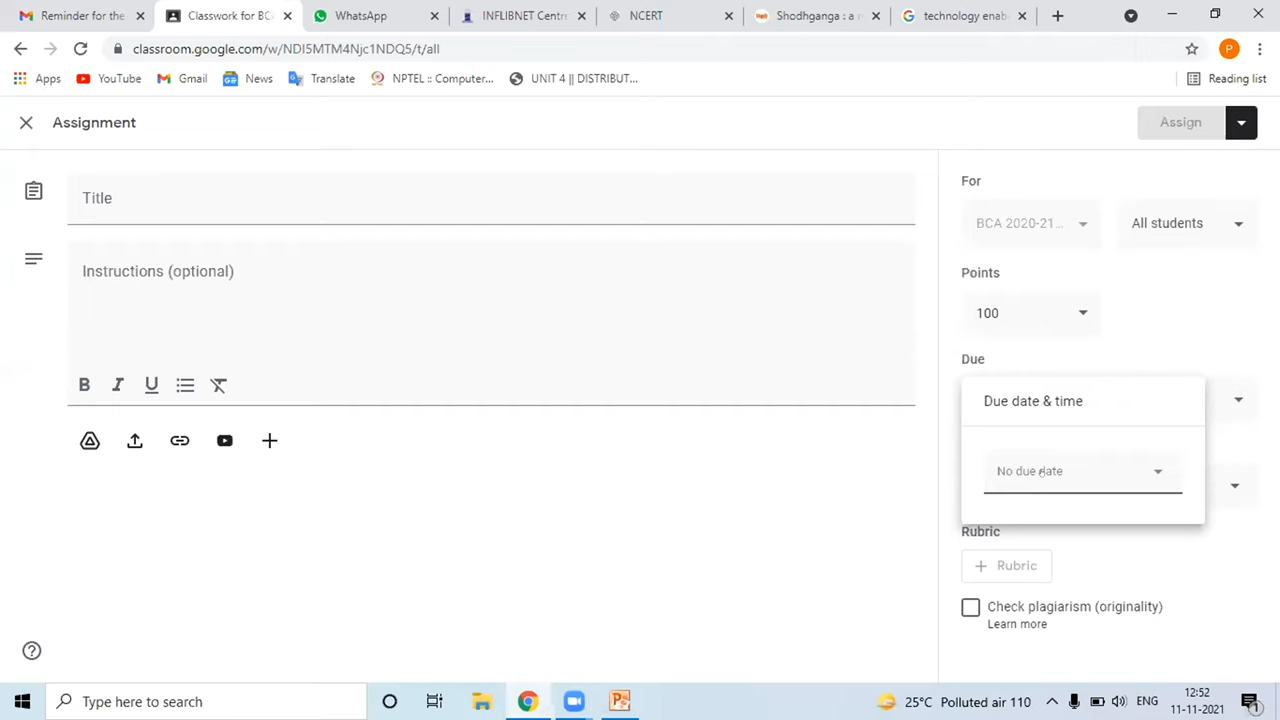 Reminder for the
Classwork for BCA
WhatsApp
INFLIBNET Centre
NCERT
Shodhganga : a r
technology enab
classroom.google.com/w/NDI5MTM4Njc1NDQ5/t/all
P
Apps
YouTube
Gmail
News
Translate
NPTEL :: Computer...
UNIT 4 || DISTRIBUT...
Reading list
Assignment
Assign
Title
Instructions (optional)
B I U
For
BCA 2020-21...
All students
Points
100
Due
Due date & time
No due date
Rubric
Rubric
Check plagiarism (originality)
Learn more
Type here to search
25°C Polluted air 110
ENG
12:52
11-11-2021